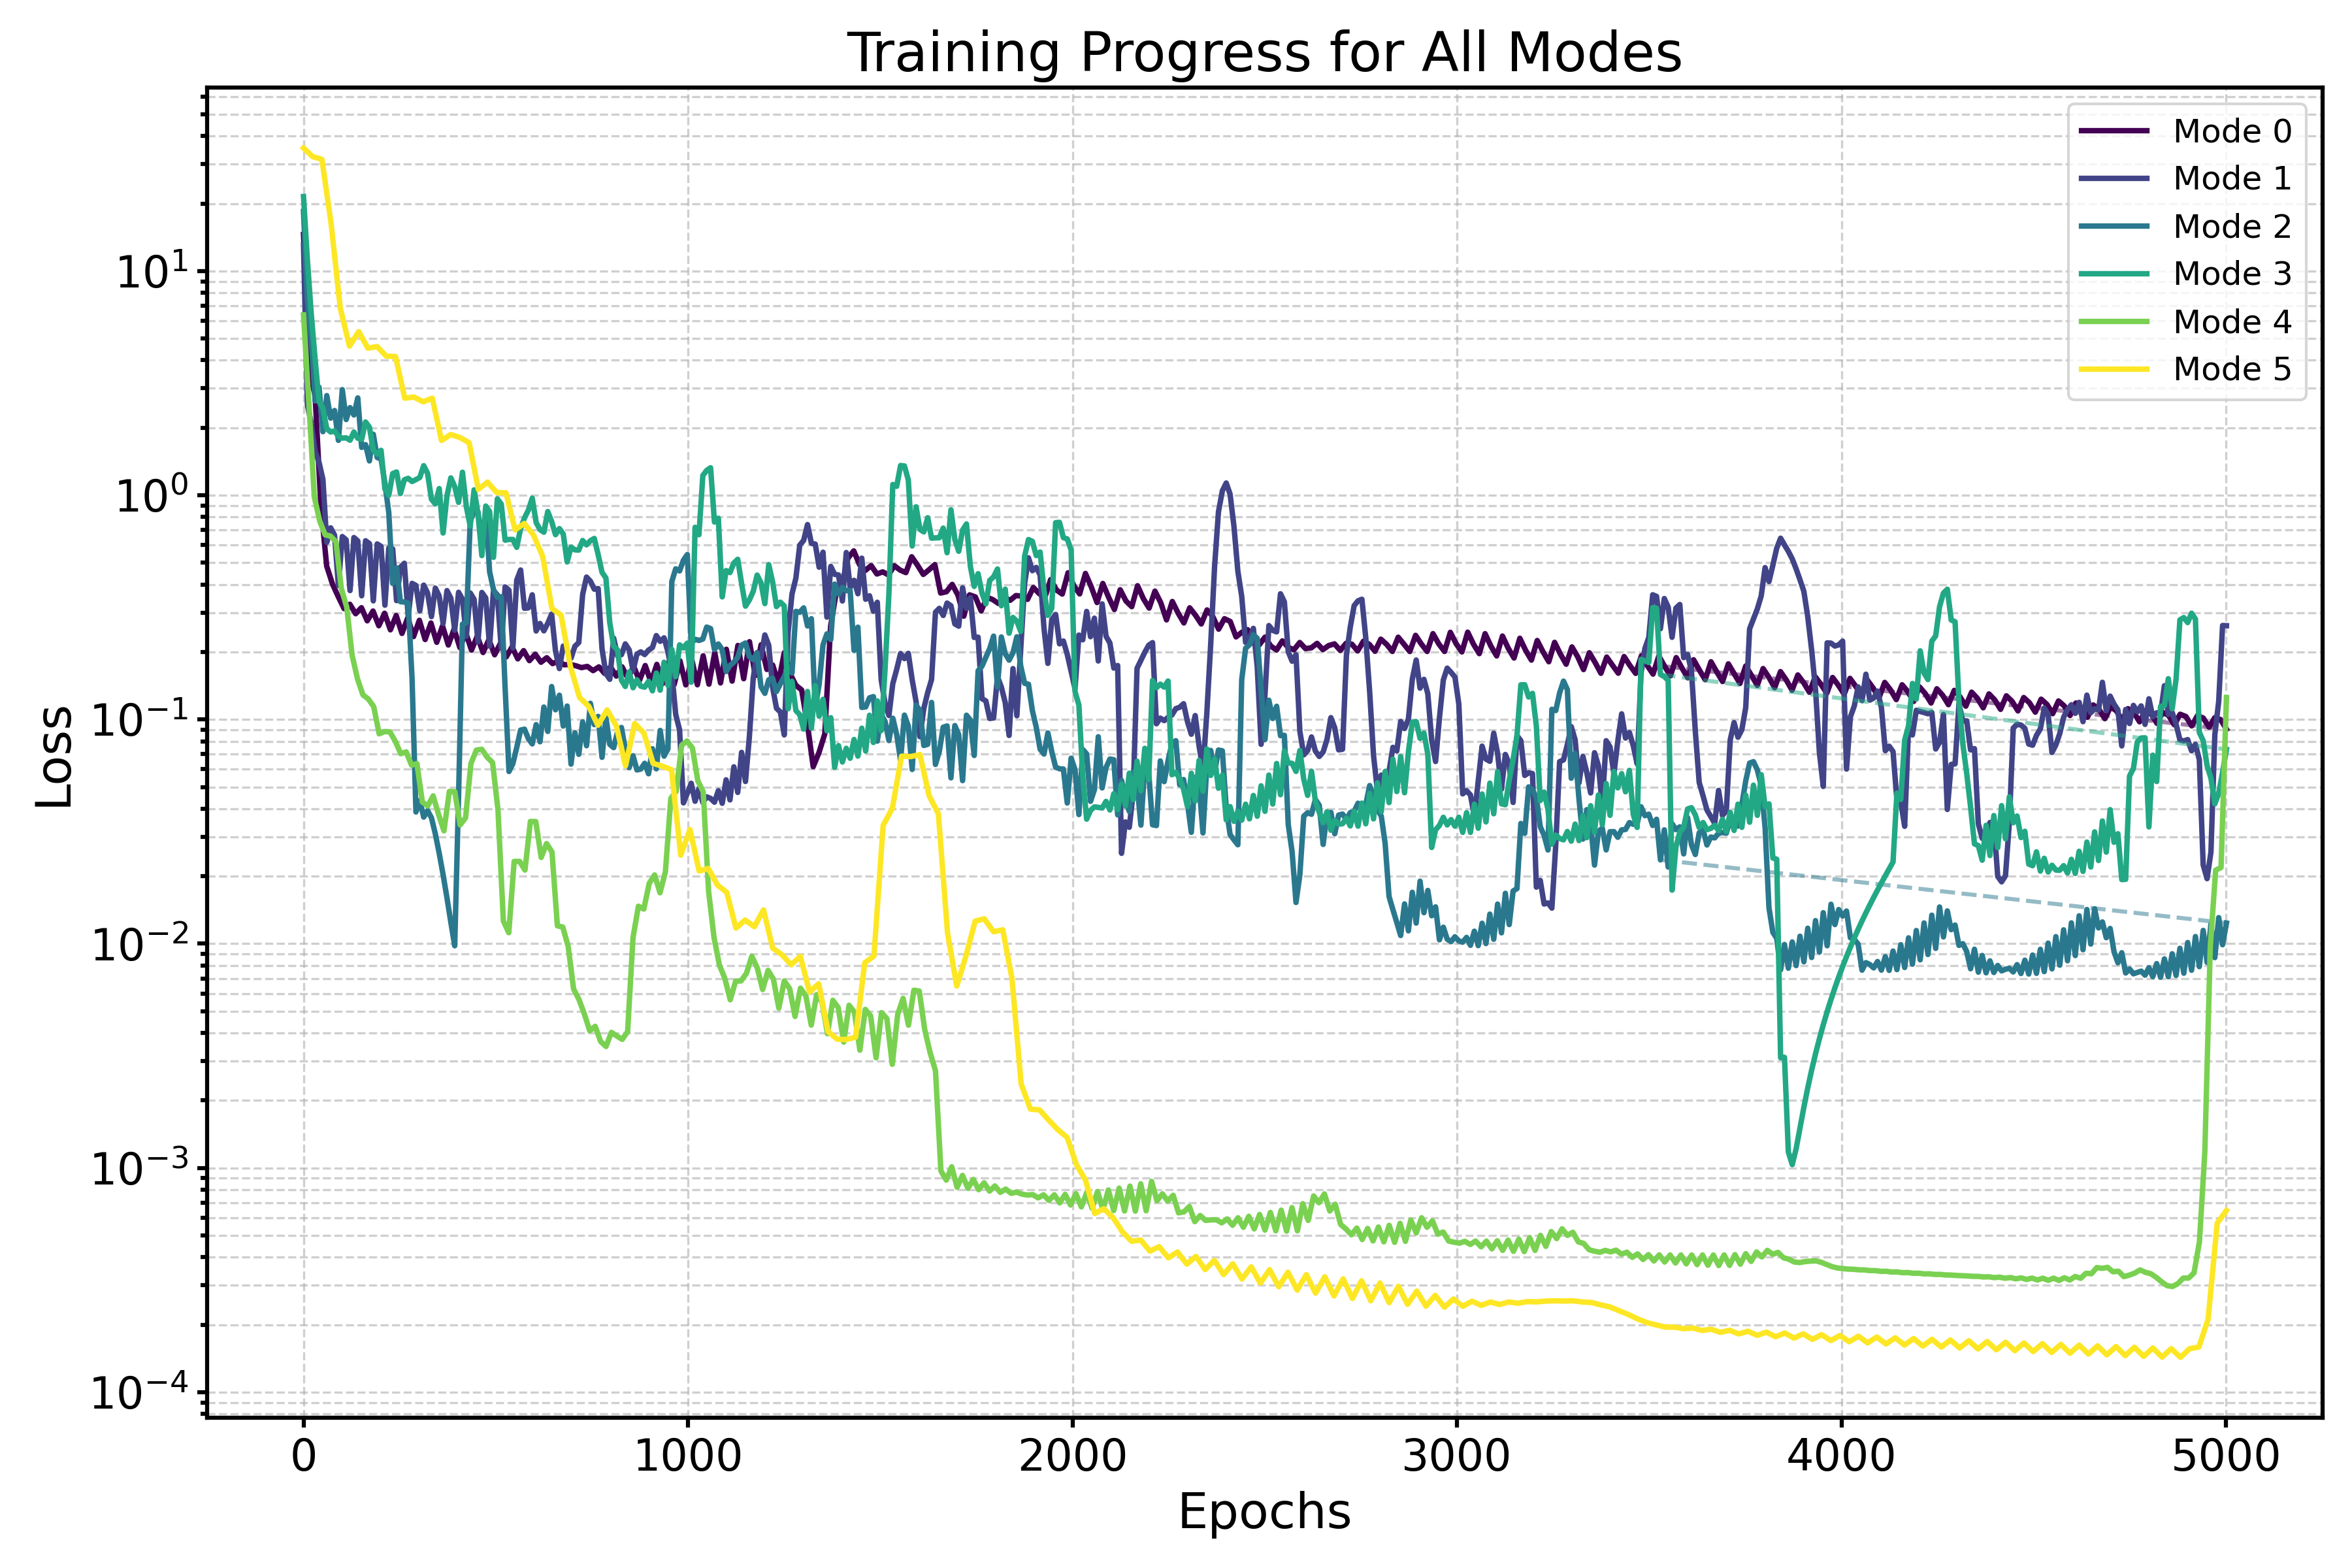 Training Progress for All Modes
Mode 0
Mode 1
Mode 2
Mode 3
Mode 4
Mode 5
Loss
10¹
10⁰
10⁻¹
10⁻²
10⁻³
10⁻⁴
0 1000 2000 3000 4000 5000
Epochs